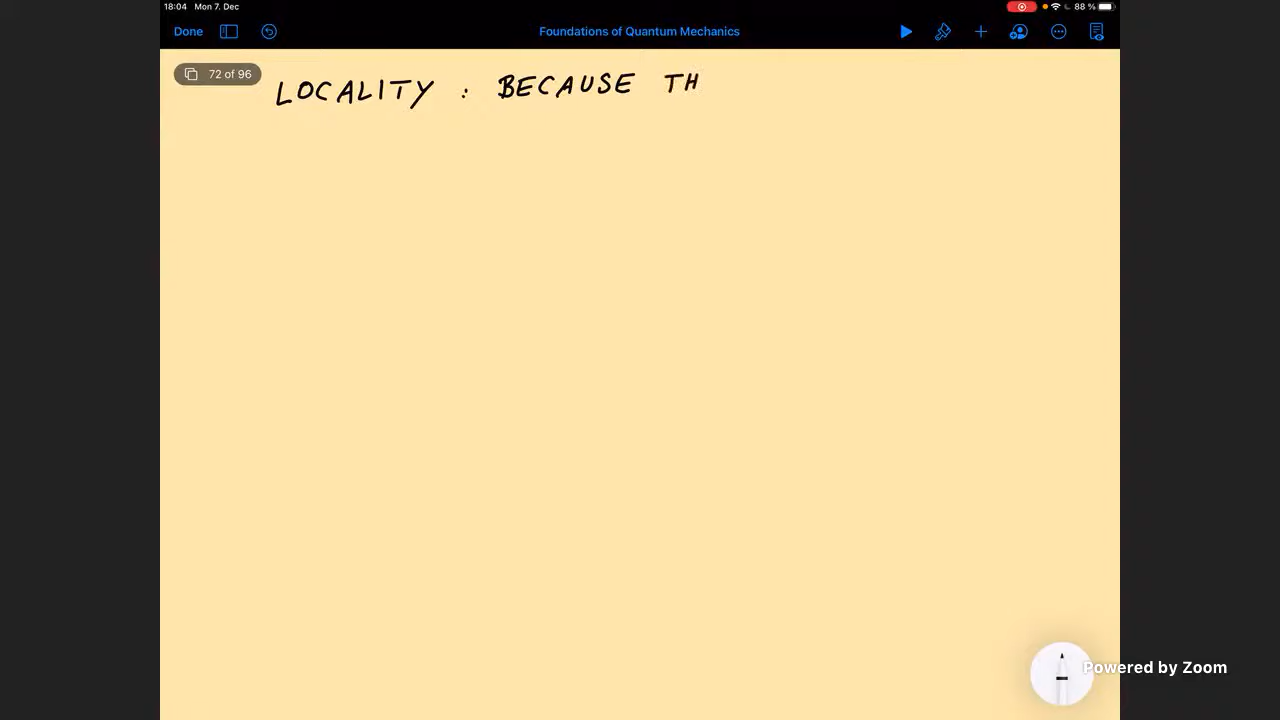 18:04 Mon 7. Dec 88 %
Done Foundations of Quantum Mechanics
72 of 96
LOCALITY : BECAUSE TH
Powered by Zoom